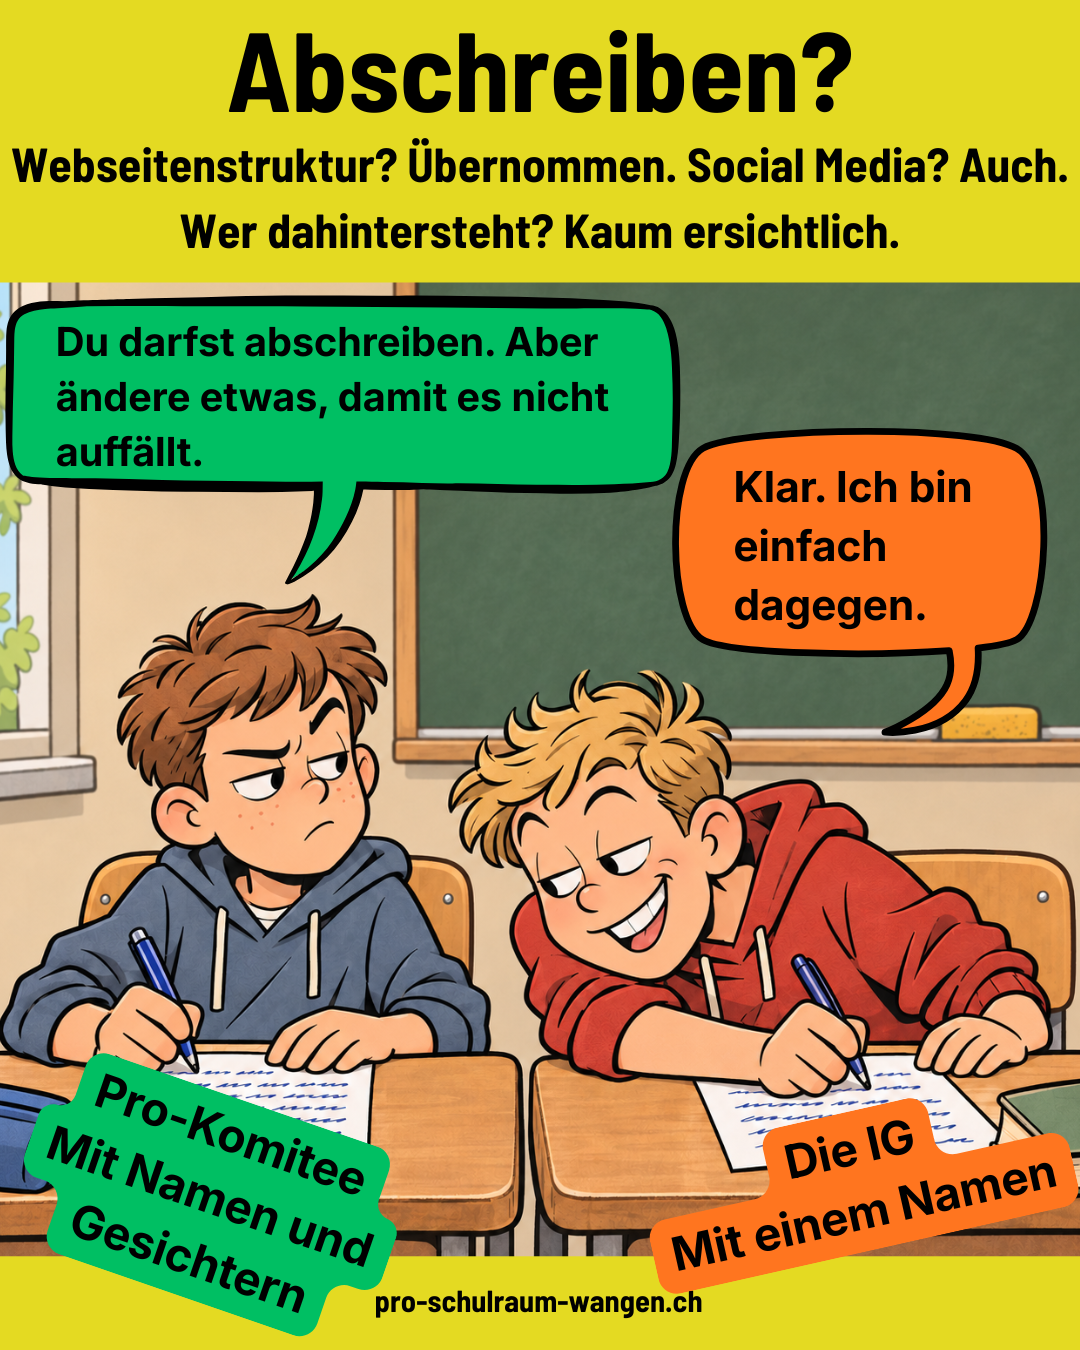 Abschreiben?
Webseitenstruktur? Übernommen. Social Media? Auch.
Wer dahintersteht? Kaum ersichtlich.
Du darfst abschreiben. Aber
ändere etwas, damit es nicht
auffällt.
Klar. Ich bin
einfach
dagegen.
Pro-Komitee
Mit Namen und
Gesichtern
Die IG
Mit einem Namen
pro-schulraum-wangen.ch